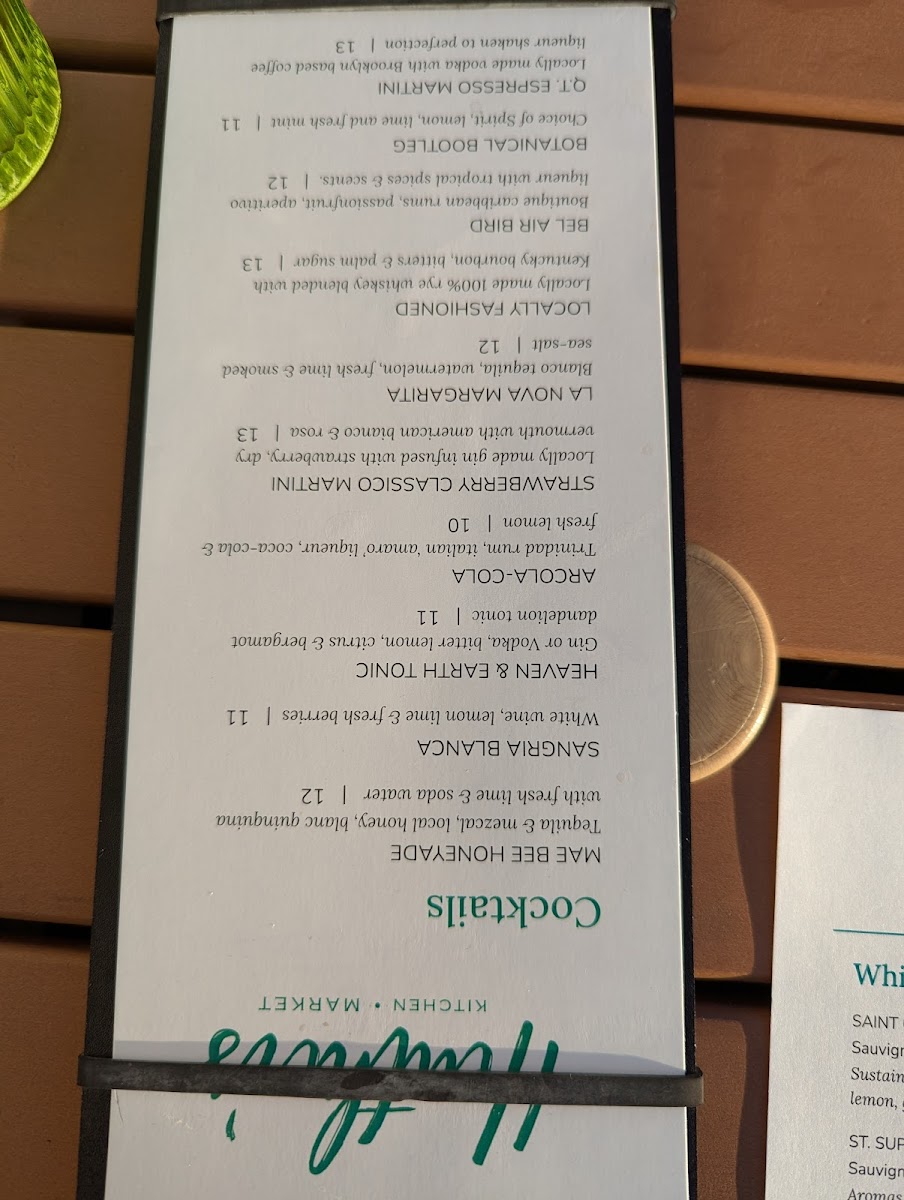 KITCHEN • MARKET
Cocktails
MAE BEE HONEYADE
Tequila & mezcal, local honey, blanc quinquina
with fresh lime & soda water | 12
SANGRIA BLANCA
White wine, lemon lime & fresh berries | 11
HEAVEN & EARTH TONIC
Gin or Vodka, bitter lemon, citrus & bergamot
dandelion tonic | 11
ARCOLA-COLA
Trinidad rum, italian 'amaro' liqueur, coca-cola &
fresh lemon | 10
STRAWBERRY CLASSICO MARTINI
Locally made gin infused with strawberry, dry
vermouth with american bianco & rosa | 13
LA NOVA MARGARITA
Blanco tequila, watermelon, fresh lime & smoked
sea-salt | 12
LOCALLY FASHIONED
Locally made 100% rye whiskey blended with
Kentucky bourbon, bitters & palm sugar | 13
BEL AIR BIRD
Boutique caribbean rums, passionfruit, aperitivo
liqueur with tropical spices & scents. | 12
BOTANICAL BOOTLEG
Choice of Spirit, lemon, lime and fresh mint | 11
Q.T. ESPRESSO MARTINI
Locally made vodka with Brooklyn based coffee
liqueur shaken to perfection | 13
Whi
SAINT
Sauvign
Sustain
lemon,
ST. SUP
Sauvign
Aromas